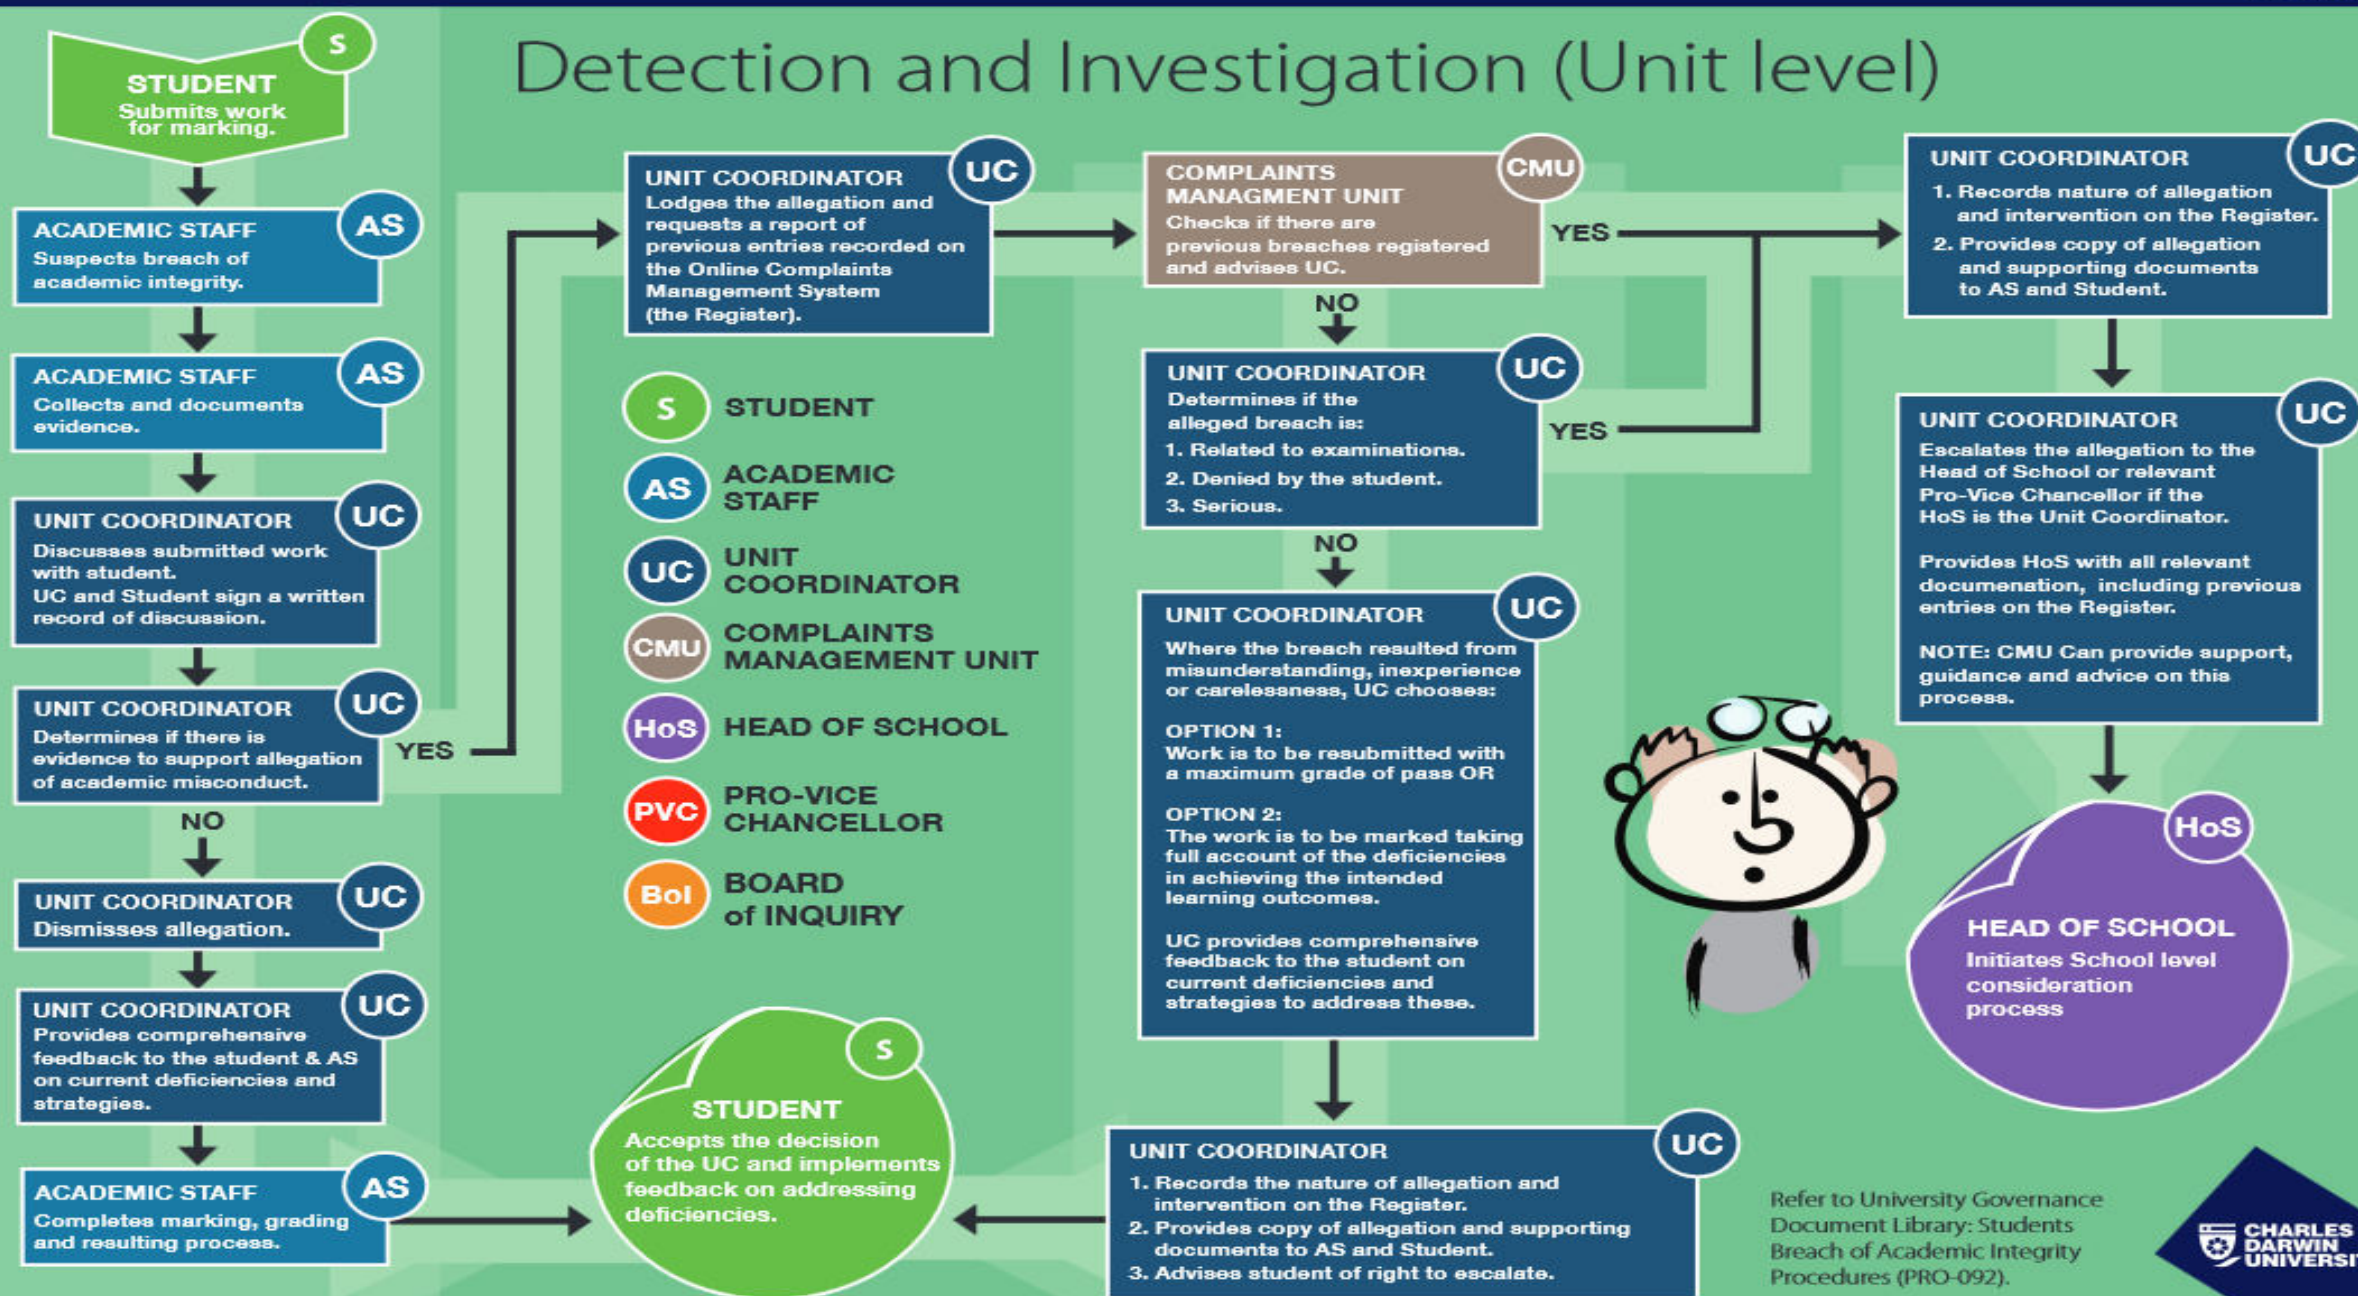 Detection and Investigation (Unit level)
S
STUDENT
Submits work
for marking.
AS
ACADEMIC STAFF
Suspects breach of
academic integrity.
AS
ACADEMIC STAFF
Collects and documents
evidence.
UC
UNIT COORDINATOR
Discusses submitted work
with student.
UC and Student sign a written
record of discussion.
UC
UNIT COORDINATOR
Determines if there is
evidence to support allegation
of academic misconduct.
YES
NO
UC
UNIT COORDINATOR
Dismisses allegation.
UC
UNIT COORDINATOR
Provides comprehensive
feedback to the student & AS
on current deficiencies and
strategies.
AS
ACADEMIC STAFF
Completes marking, grading
and resulting process.
UC
UNIT COORDINATOR
Lodges the allegation and
requests a report of
previous entries recorded on
the Online Complaints
Management System
(the Register).
S
STUDENT
AS
ACADEMIC
STAFF
UC
UNIT
COORDINATOR
CMU
COMPLAINTS
MANAGEMENT UNIT
HoS
HEAD OF SCHOOL
PVC
PRO-VICE
CHANCELLOR
BoI
BOARD
of INQUIRY
S
STUDENT
Accepts the decision
of the UC and implements
feedback on addressing
deficiencies.
CMU
COMPLAINTS
MANAGMENT UNIT
Checks if there are
previous breaches registered
and advises UC.
YES
NO
UC
UNIT COORDINATOR
Determines if the
alleged breach is:
1. Related to examinations.
2. Denied by the student.
3. Serious.
YES
NO
UC
UNIT COORDINATOR
Where the breach resulted from
misunderstanding, inexperience
or carelessness, UC chooses:
OPTION 1:
Work is to be resubmitted with
a maximum grade of pass OR
OPTION 2:
The work is to be marked taking
full account of the deficiencies
in achieving the intended
learning outcomes.
UC provides comprehensive
feedback to the student on
current deficiencies and
strategies to address these.
UC
UNIT COORDINATOR
1. Records the nature of allegation and
intervention on the Register.
2. Provides copy of allegation and supporting
documents to AS and Student.
3. Advises student of right to escalate.
UC
UNIT COORDINATOR
1. Records nature of allegation
and intervention on the Register.
2. Provides copy of allegation
and supporting documents
to AS and Student.
UC
UNIT COORDINATOR
Escalates the allegation to the
Head of School or relevant
Pro-Vice Chancellor if the
HoS is the Unit Coordinator.
Provides HoS with all relevant
documenation, including previous
entries on the Register.
NOTE: CMU Can provide support,
guidance and advice on this
process.
HoS
HEAD OF SCHOOL
Initiates School level
consideration
process
Refer to University Governance
Document Library: Students
Breach of Academic Integrity
Procedures (PRO-092).
CHARLES
DARWIN
UNIVERSI